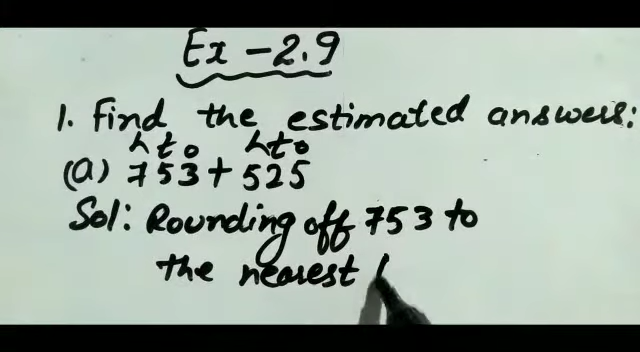 Ex - 2.9
1. Find the estimated answers:
h t o h t o
(a) 753 + 525
Sol: Rounding off 753 to
the nearest